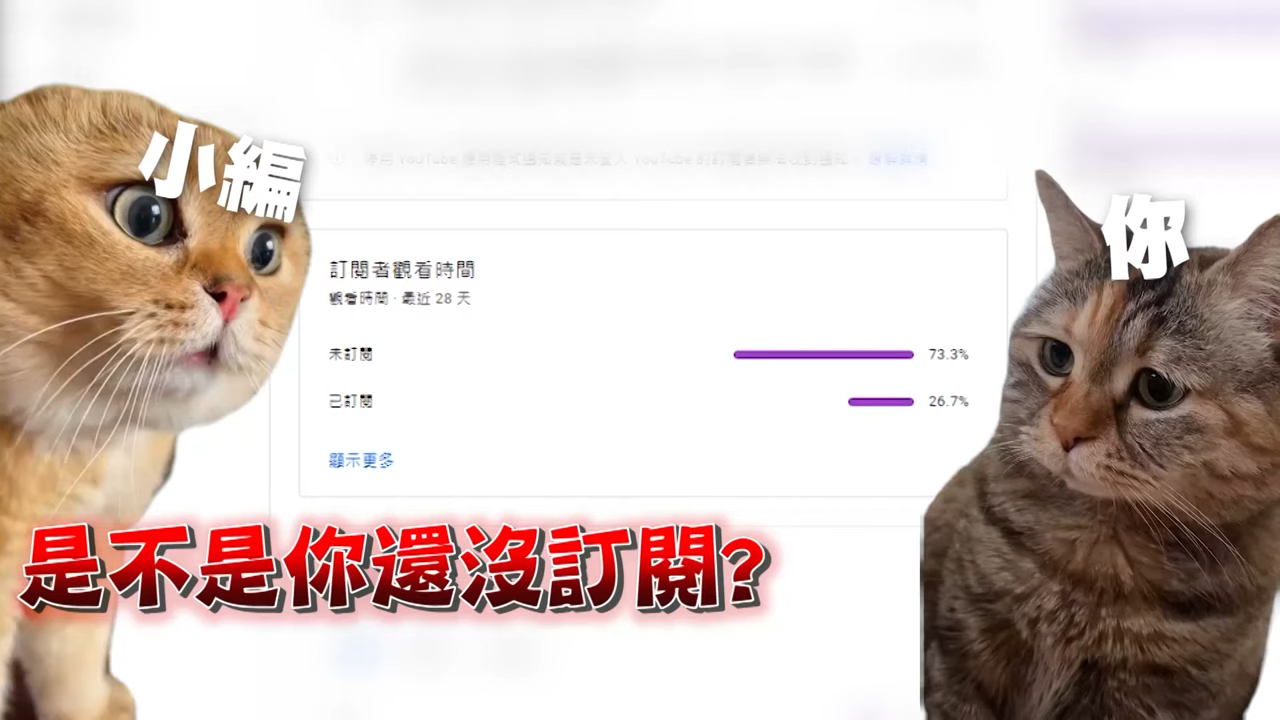 小編
你
訂閱者觀看時間
觀看時間 · 最近 28 天
未訂閱 73.3%
已訂閱 26.7%
顯示更多
是不是你還沒訂閱?